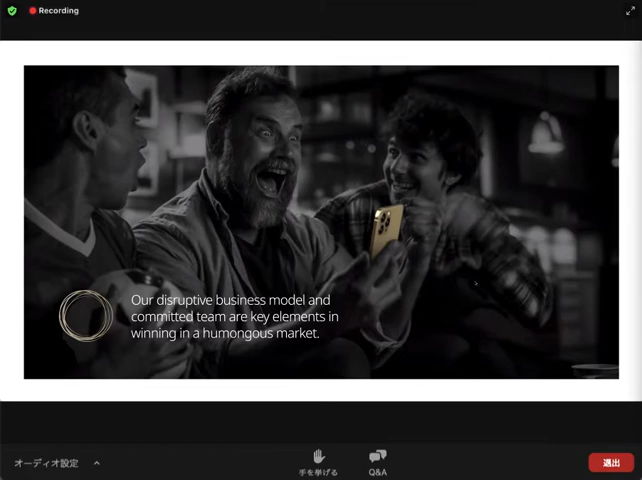 Recording
Our disruptive business model and
committed team are key elements in
winning in a humongous market.
オーディオ設定
手を挙げる
Q&A
退出